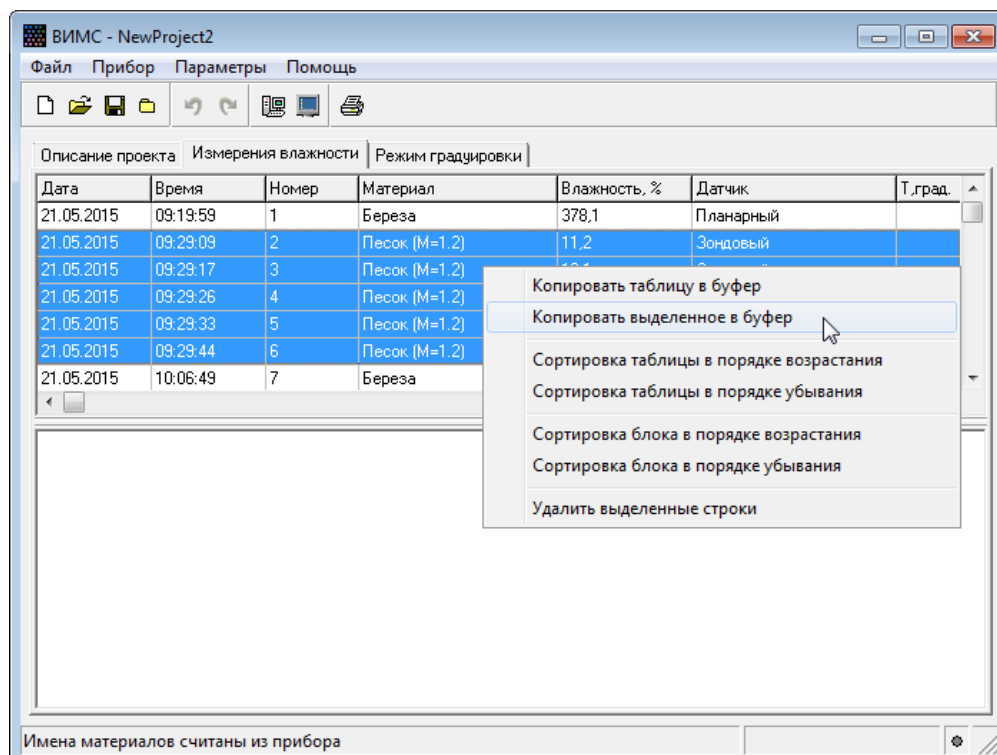 ВИМС - NewProject2
Файл Прибор Параметры Помощь
Описание проекта Измерения влажности Режим градуировки
Дата Время Номер Материал Влажность, % Датчик Т,град.
21.05.2015 09:19:59 1 Береза 378,1 Планарный
21.05.2015 09:29:09 2 Песок (М=1.2) 11,2 Зондовый
21.05.2015 09:29:17 3 Песок (М=1.2)
21.05.2015 09:29:26 4 Песок (М=1.2)
21.05.2015 09:29:33 5 Песок (М=1.2)
21.05.2015 09:29:44 6 Песок (М=1.2)
21.05.2015 10:06:49 7 Береза
Копировать таблицу в буфер
Копировать выделенное в буфер
Сортировка таблицы в порядке возрастания
Сортировка таблицы в порядке убывания
Сортировка блока в порядке возрастания
Сортировка блока в порядке убывания
Удалить выделенные строки
Имена материалов считаны из прибора